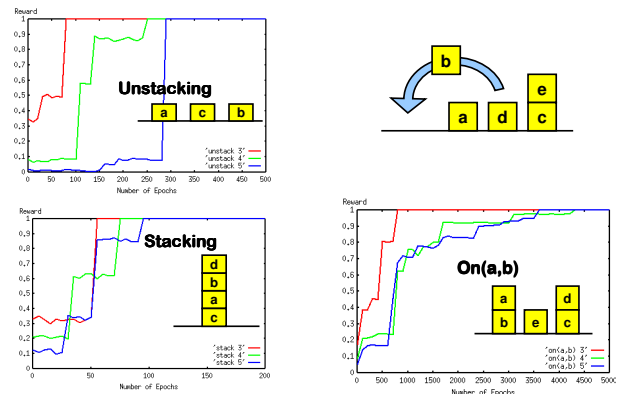 Reward
1
0.9
0.8
0.7
0.6
0.5
0.4
0.3
0.2
0.1
0
0 50 100 150 200 250 300 350 400 450 500
Number of Epochs
Unstacking
a c b
'unstack 3'
'unstack 4'
'unstack 5'
b
e
a d c
Reward
1
0.9
0.8
0.7
0.6
0.5
0.4
0.3
0.2
0.1
0
0 50 100 150 200
Number of Epochs
Stacking
d
b
a
c
'stack 3'
'stack 4'
'stack 5'
Reward
1
0.9
0.8
0.7
0.6
0.5
0.4
0.3
0.2
0.1
0
0 500 1000 1500 2000 2500 3000 3500 4000 4500 5000
Number of Epochs
On(a,b)
a d
b e c
'on(a,b) 3'
'on(a,b) 4'
'on(a,b) 5'